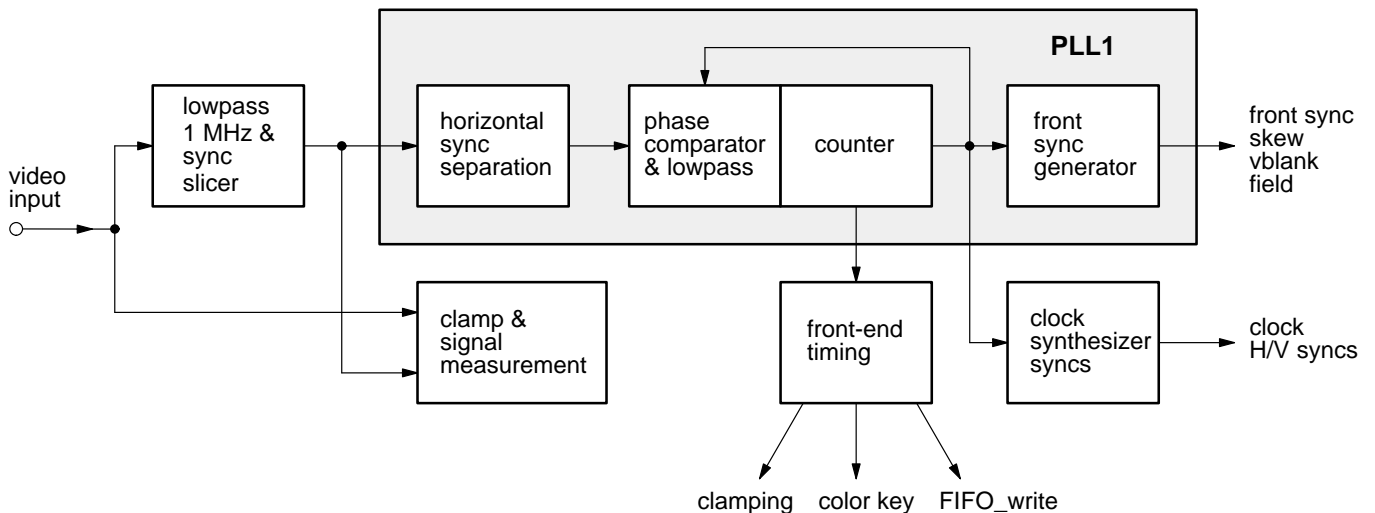 PLL1
lowpass
1 MHz &
sync
slicer
horizontal
sync
separation
phase
comparator
& lowpass
counter
front
sync
generator
front sync
skew
vblank
field
video
input
clamp &
signal
measurement
front-end
timing
clock
synthesizer
syncs
clock
H/V syncs
clamping
color key
FIFO_write